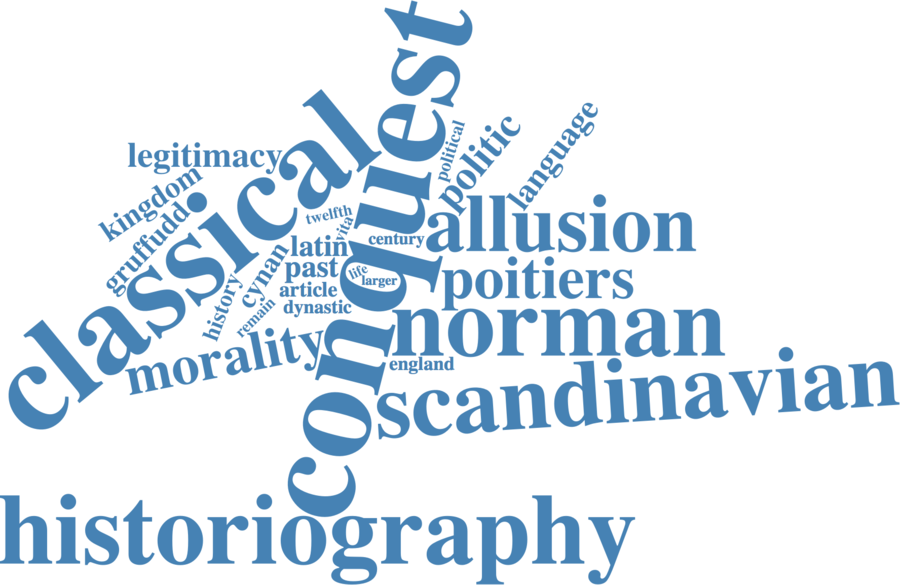 conquest
classical
political
politic
language
legitimacy
kingdom
gruffudd
twelfth
vita
century
allusion
latin
cynan
past
life
larger
poitiers
history
article
remain
dynastic
norman
morality
england
scandinavian
historiography